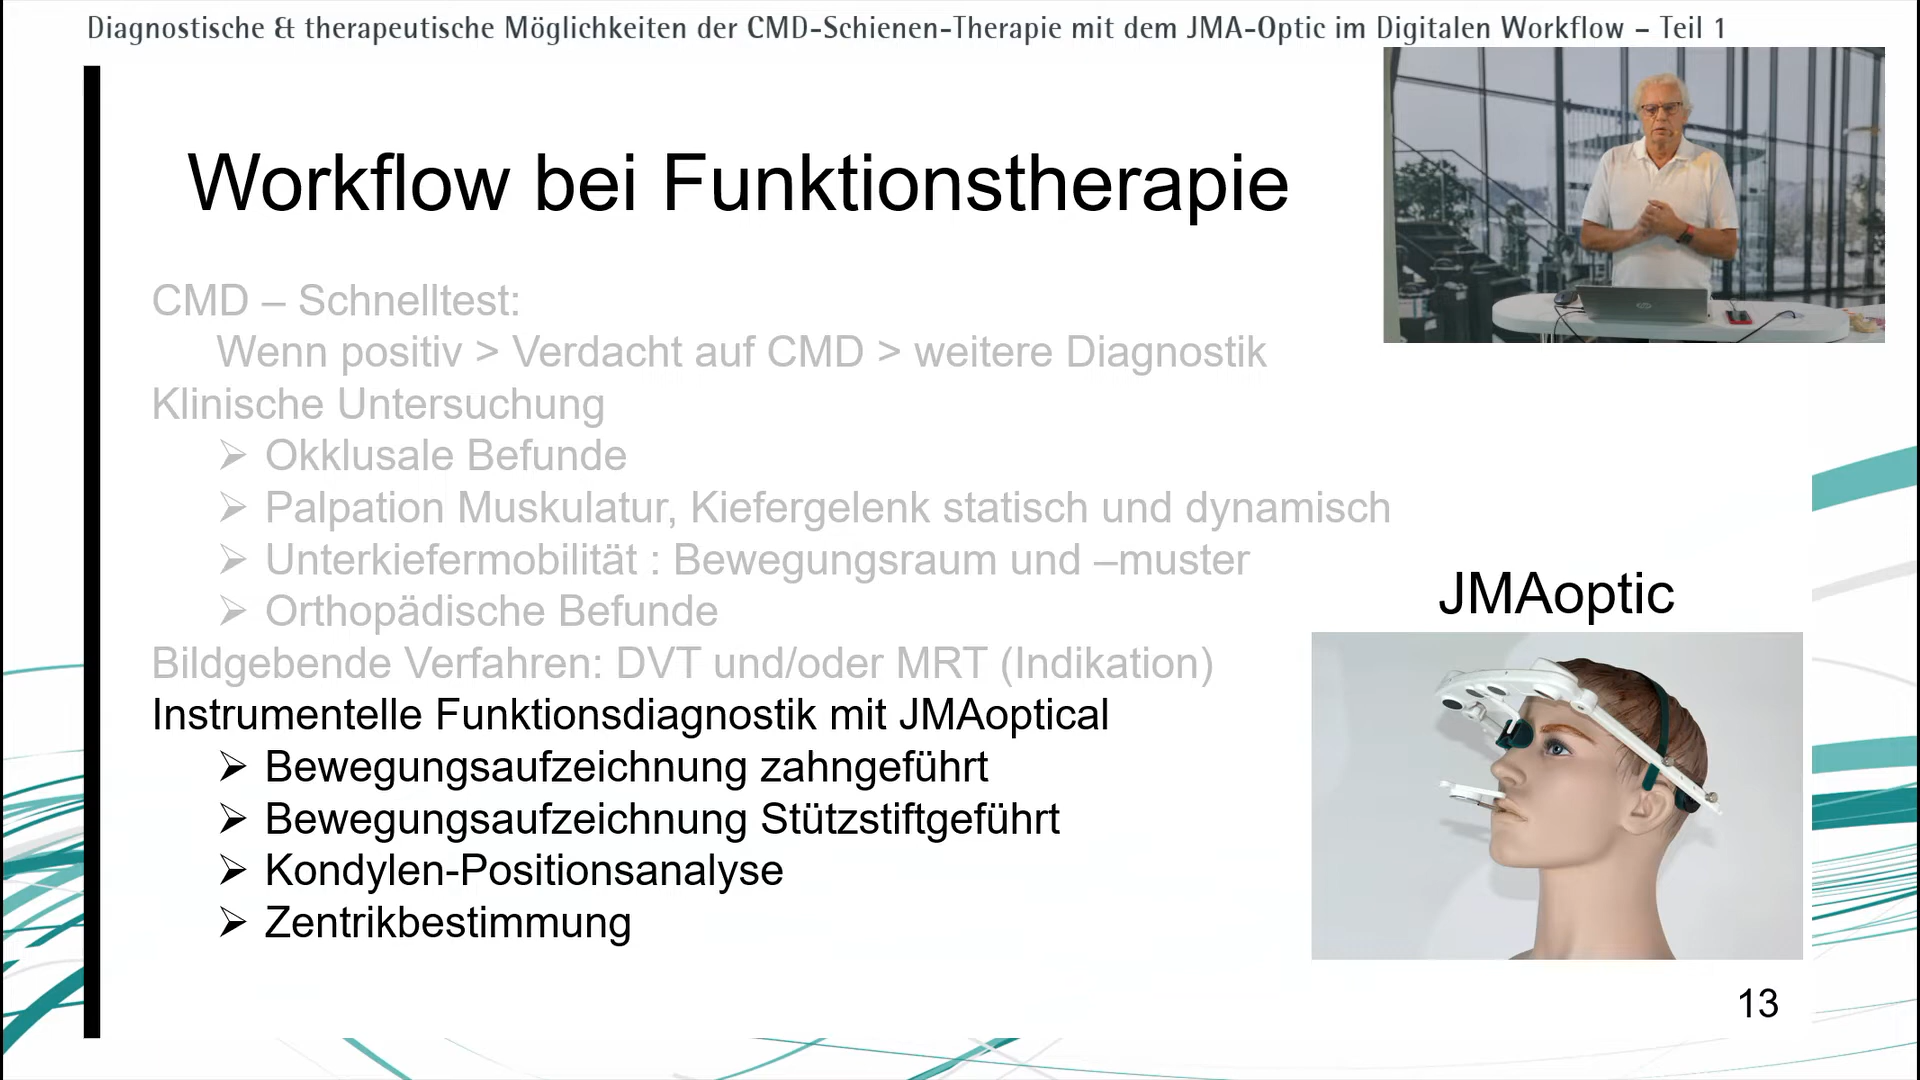 Diagnostische & therapeutische Möglichkeiten der CMD-Schienen-Therapie mit dem JMA-Optic im Digitalen Workflow – Teil 1
Workflow bei Funktionstherapie
CMD – Schnelltest:
Wenn positiv > Verdacht auf CMD > weitere Diagnostik
Klinische Untersuchung
➢ Okklusale Befunde
➢ Palpation Muskulatur, Kiefergelenk statisch und dynamisch
➢ Unterkiefermobilität : Bewegungsraum und –muster
➢ Orthopädische Befunde
Bildgebende Verfahren: DVT und/oder MRT (Indikation)
Instrumentelle Funktionsdiagnostik mit JMAoptical
➢ Bewegungsaufzeichnung zahngeführt
➢ Bewegungsaufzeichnung Stützstiftgeführt
➢ Kondylen-Positionsanalyse
➢ Zentrikbestimmung
JMAoptic
13